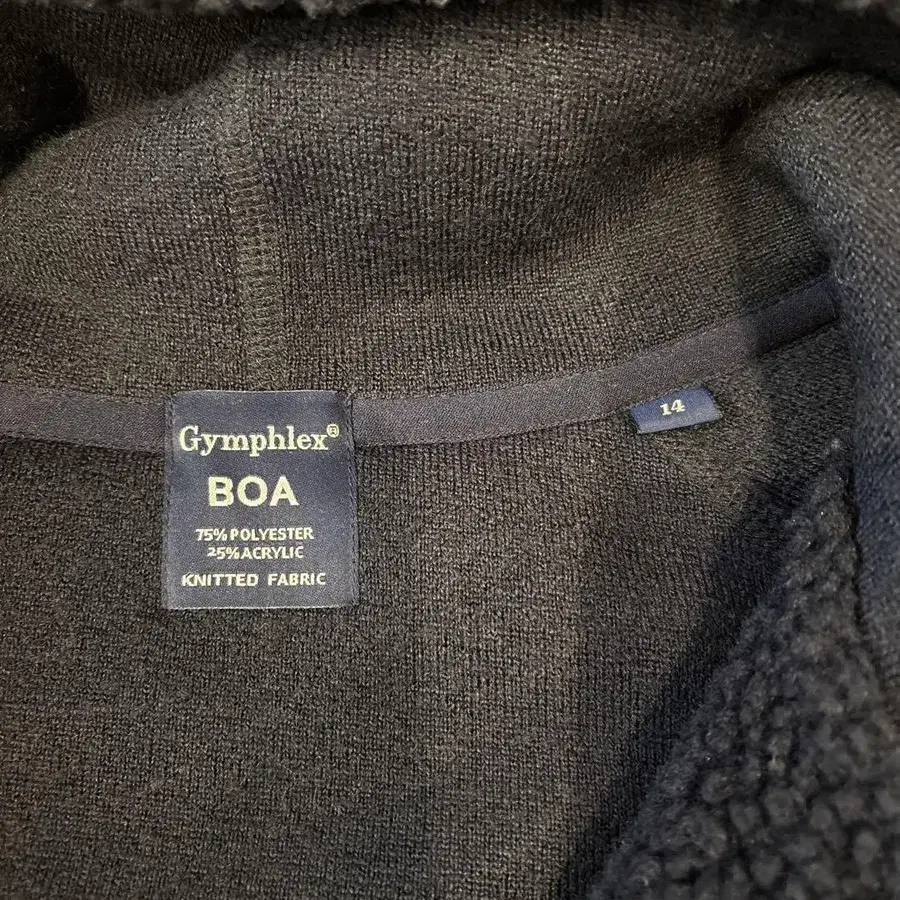 Gymphlex®
BOA
75% POLYESTER
25% ACRYLIC
KNITTED FABRIC
14